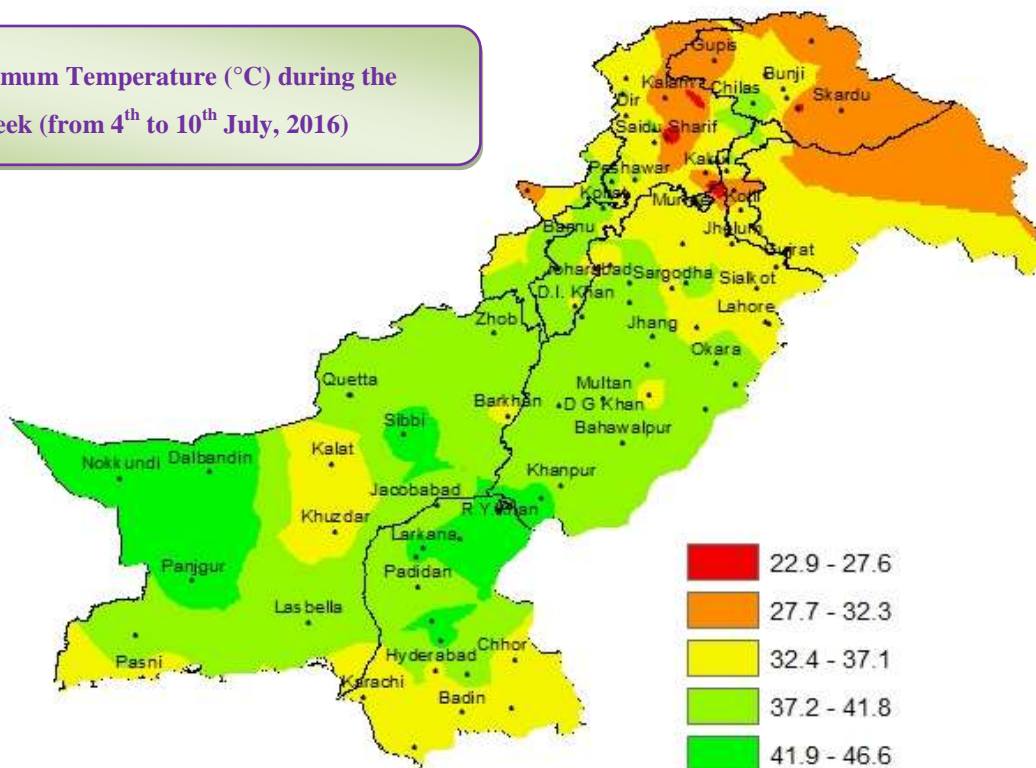 mum Temperature (°C) during the
eek (from 4th to 10th July, 2016)
Gupis
Kalam
Chilas
Bunji
Skardu
Dir
Saidu Sharif
Kakul
Peshawar
Kohat
Murree
Kotli
Bannu
Jhelum
Gujrat
Joharabad
Sargodha
Sialkot
D.I. Khan
Lahore
Zhob
Jhang
Okara
Quetta
Multan
Barkhan
D G Khan
Sibbi
Bahawalpur
Nokkundi
Dalbandin
Kalat
Khanpur
Jacobabad
R.Y.Khan
Khuzdar
Larkana
Panjgur
Padidan
Lasbella
Chhor
Pasni
Hyderabad
Karachi
Badin
22.9 - 27.6
27.7 - 32.3
32.4 - 37.1
37.2 - 41.8
41.9 - 46.6